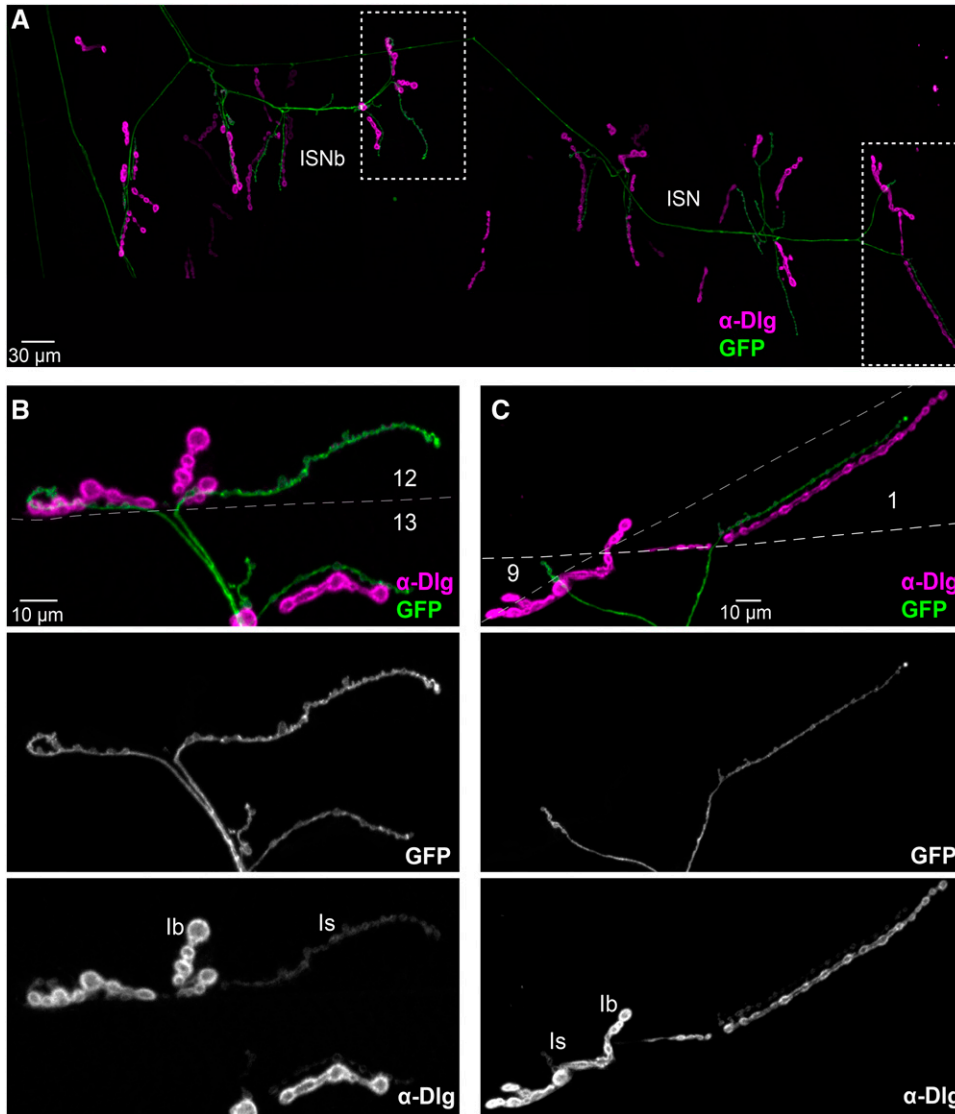 A
ISNb
ISN
α-Dlg
GFP
30 µm
B
12
13
α-Dlg
GFP
10 µm
GFP
Ib
Is
α-Dlg
C
1
9
α-Dlg
GFP
10 µm
GFP
Ib
Is
α-Dlg